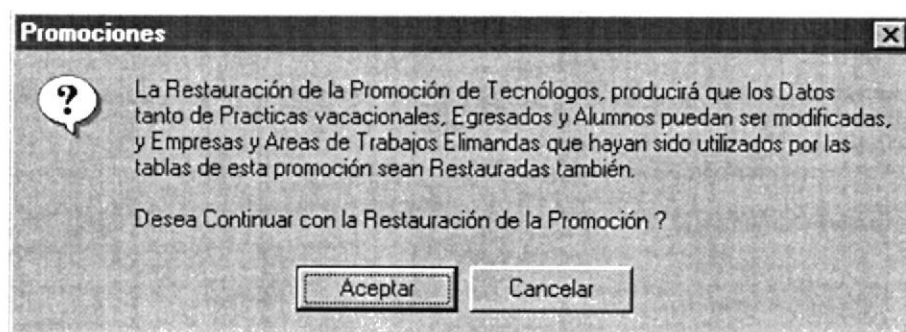 Promociones
La Restauración de la Promoción de Tecnólogos, producirá que los Datos
tanto de Practicas vacacionales, Egresados y Alumnos puedan ser modificadas,
y Empresas y Areas de Trabajos Elimandas que hayan sido utilizados por las
tablas de esta promoción sean Restauradas también.
Desea Continuar con la Restauración de la Promoción ?
Aceptar Cancelar